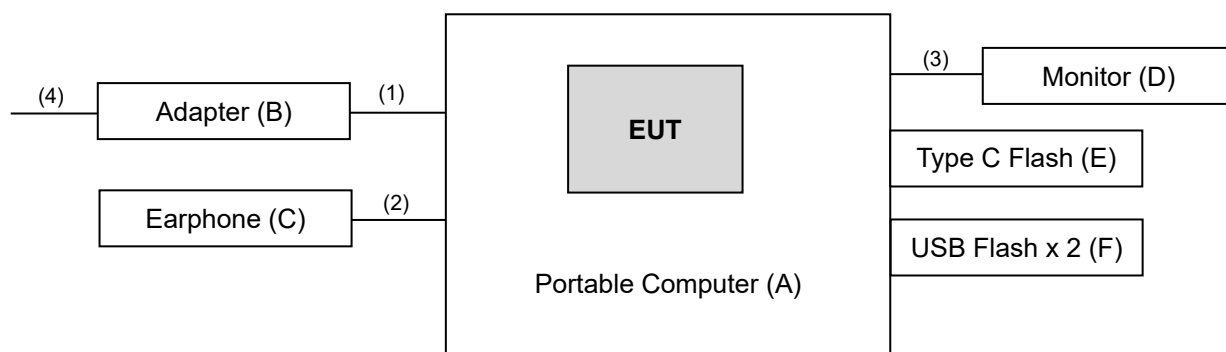 (3)
Monitor (D)
(4)
Adapter (B)
(1)
EUT
Type C Flash (E)
Earphone (C)
(2)
USB Flash x 2 (F)
Portable Computer (A)